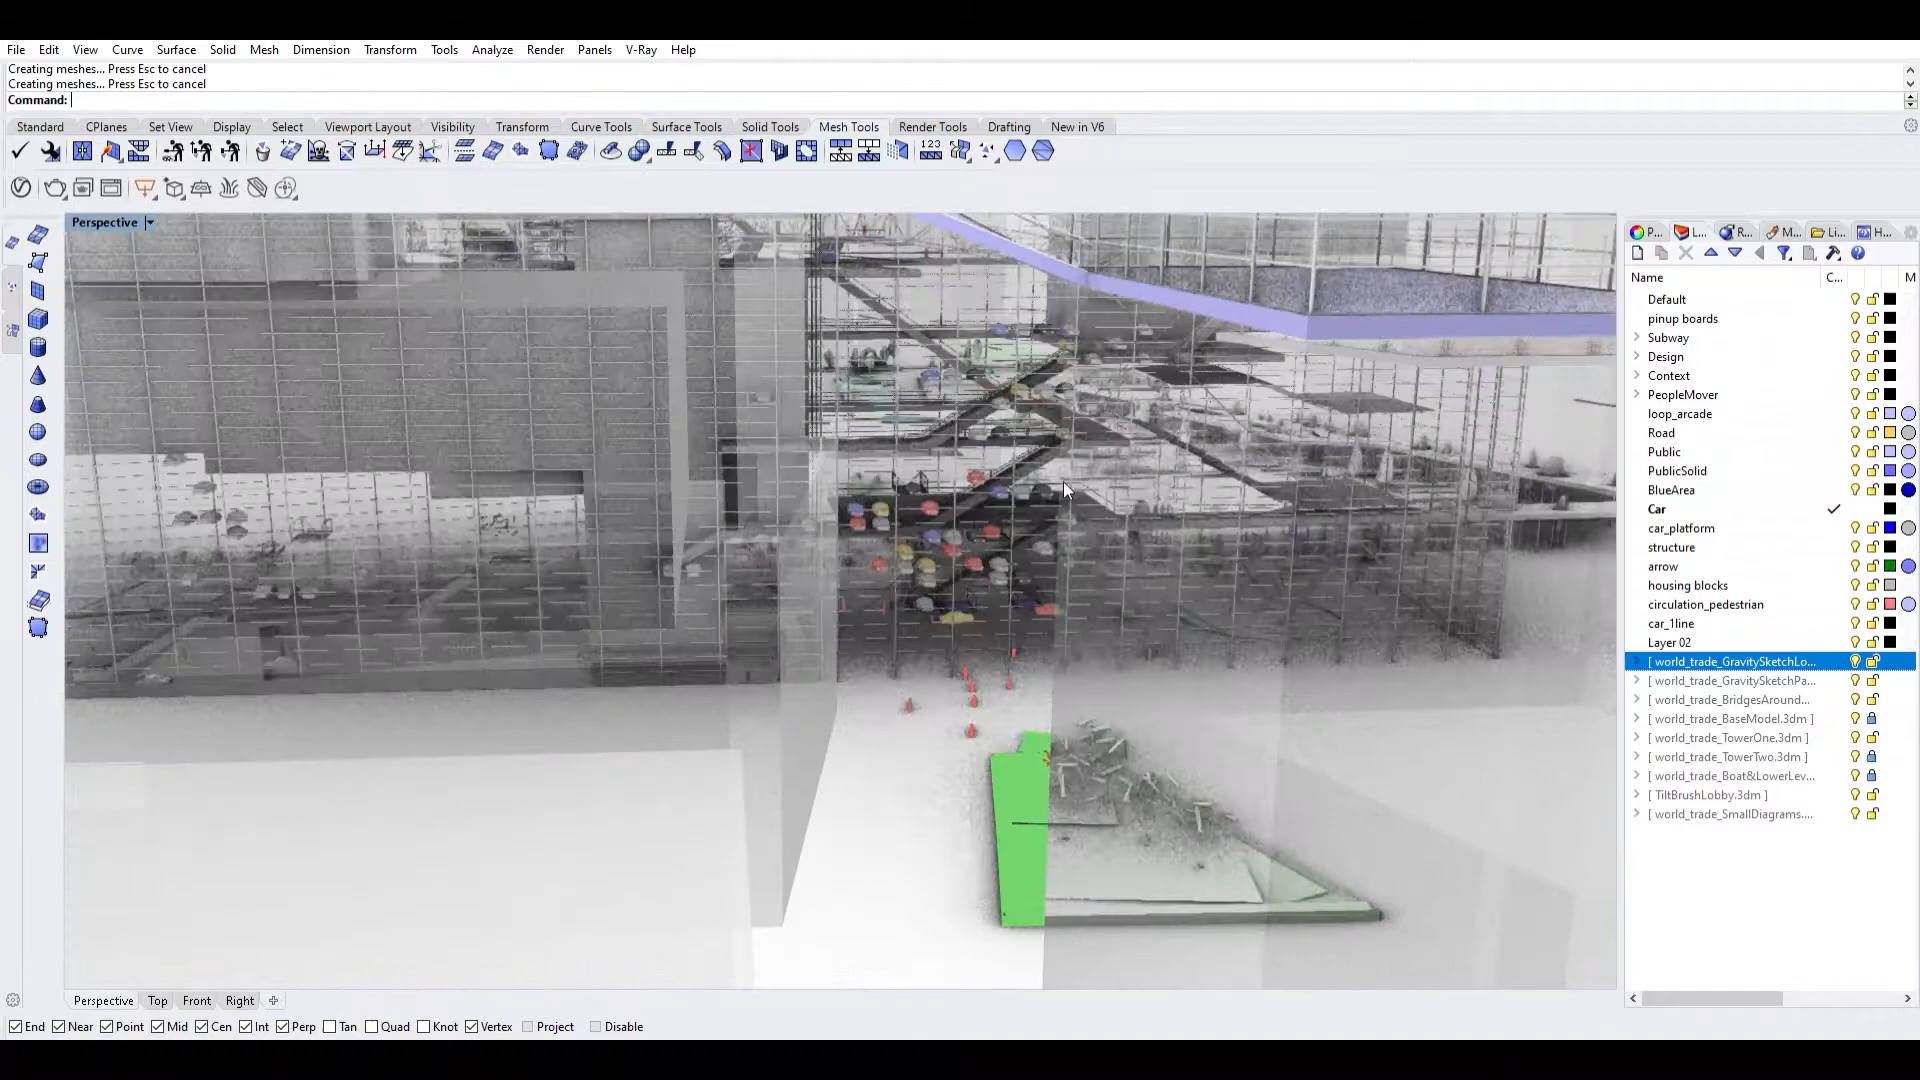 File Edit View Curve Surface Solid Mesh Dimension Transform Tools Analyze Render Panels V-Ray Help
Creating meshes... Press Esc to cancel
Creating meshes... Press Esc to cancel
Command:
Standard CPlanes Set View Display Select Viewport Layout Visibility Transform Curve Tools Surface Tools Solid Tools Mesh Tools Render Tools Drafting New in V6
123
Perspective
P... L... R... M... Li... H...
Name C... M
Default
pinup boards
Subway
Design
Context
PeopleMover
loop_arcade
Road
Public
PublicSolid
BlueArea
Car
car_platform
structure
arrow
housing blocks
circulation_pedestrian
car_1line
Layer 02
[ world_trade_GravitySketchLo...
[ world_trade_GravitySketchPa...
[ world_trade_BridgesAround...
[ world_trade_BaseModel.3dm ]
[ world_trade_TowerOne.3dm ]
[ world_trade_TowerTwo.3dm ]
[ world_trade_Boat&LowerLev...
[ TiltBrushLobby.3dm ]
[ world_trade_SmallDiagrams....
Perspective Top Front Right
End Near Point Mid Cen Int Perp Tan Quad Knot Vertex Project Disable